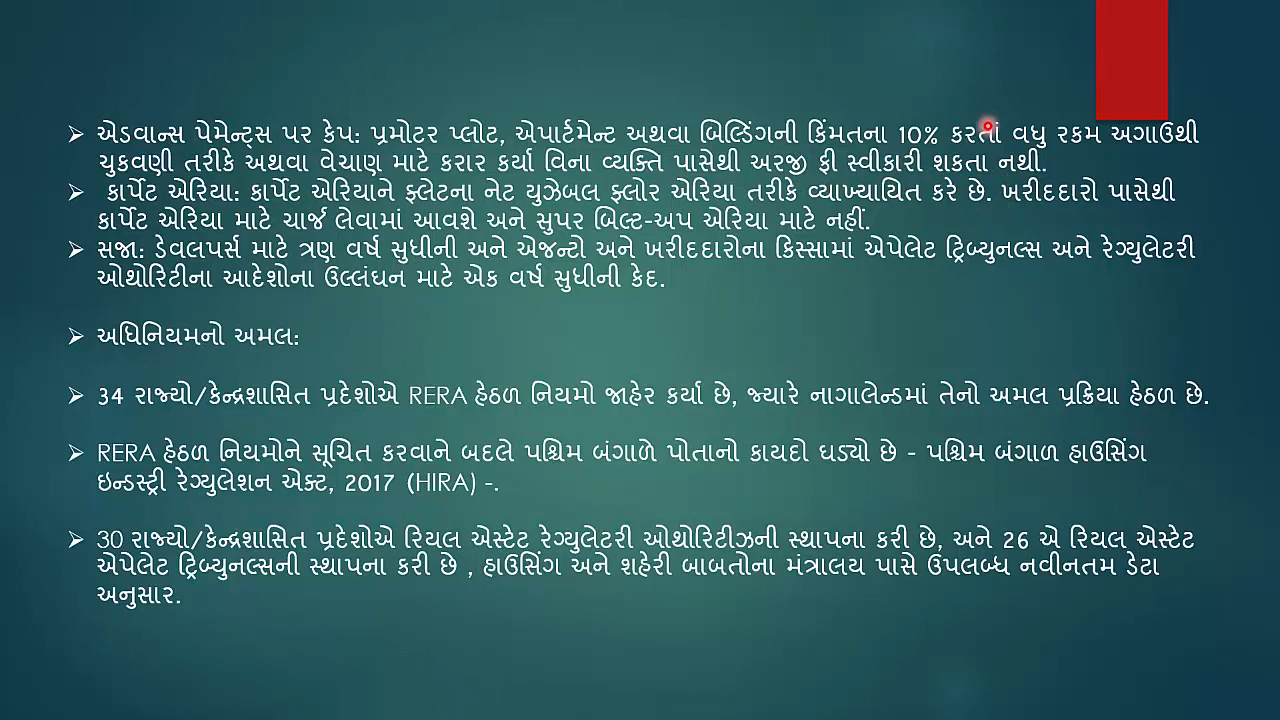 ➢ એડવાન્સ પેમેન્ટ્સ પર કેપ: પ્રમોટર પ્લોટ, એપાર્ટમેન્ટ અથવા બિલ્ડિંગની કિંમતના 10% કરતાં વધુ રકમ અગાઉથી
ચુકવણી તરીકે અથવા વેચાણ માટે કરાર કર્યા વિના વ્યક્તિ પાસેથી અરજી ફી સ્વીકારી શકતા નથી.
➢ કાર્પેટ એરિયા: કાર્પેટ એરિયાને ફ્લેટના નેટ યુઝેબલ ફ્લોર એરિયા તરીકે વ્યાખ્યાયિત કરે છે. ખરીદદારો પાસેથી
કાર્પેટ એરિયા માટે ચાર્જ લેવામાં આવશે અને સુપર બિલ્ટ-અપ એરિયા માટે નહીં.
➢ સજા: ડેવલપર્સ માટે ત્રણ વર્ષ સુધીની અને એજન્ટો અને ખરીદદારોના કિસ્સામાં એપેલેટ ટ્રિબ્યુનલ્સ અને રેગ્યુલેટરી
ઓથોરિટીના આદેશોના ઉલ્લંઘન માટે એક વર્ષ સુધીની કેદ.
➢ અધિનિયમનો અમલ:
➢ 34 રાજ્યો/કેન્દ્રશાસિત પ્રદેશોએ RERA હેઠળ નિયમો જાહેર કર્યા છે, જ્યારે નાગાલેન્ડમાં તેનો અમલ પ્રક્રિયા હેઠળ છે.
➢ RERA હેઠળ નિયમોને સૂચિત કરવાને બદલે પશ્ચિમ બંગાળે પોતાનો કાયદો ઘડ્યો છે - પશ્ચિમ બંગાળ હાઉસિંગ
ઇન્ડસ્ટ્રી રેગ્યુલેશન એક્ટ, 2017 (HIRA) -.
➢ 30 રાજ્યો/કેન્દ્રશાસિત પ્રદેશોએ રિયલ એસ્ટેટ રેગ્યુલેટરી ઓથોરિટીઝની સ્થાપના કરી છે, અને 26 એ રિયલ એસ્ટેટ
એપેલેટ ટ્રિબ્યુનલ્સની સ્થાપના કરી છે , હાઉસિંગ અને શહેરી બાબતોના મંત્રાલય પાસે ઉપલબ્ધ નવીનતમ ડેટા
અનુસાર.